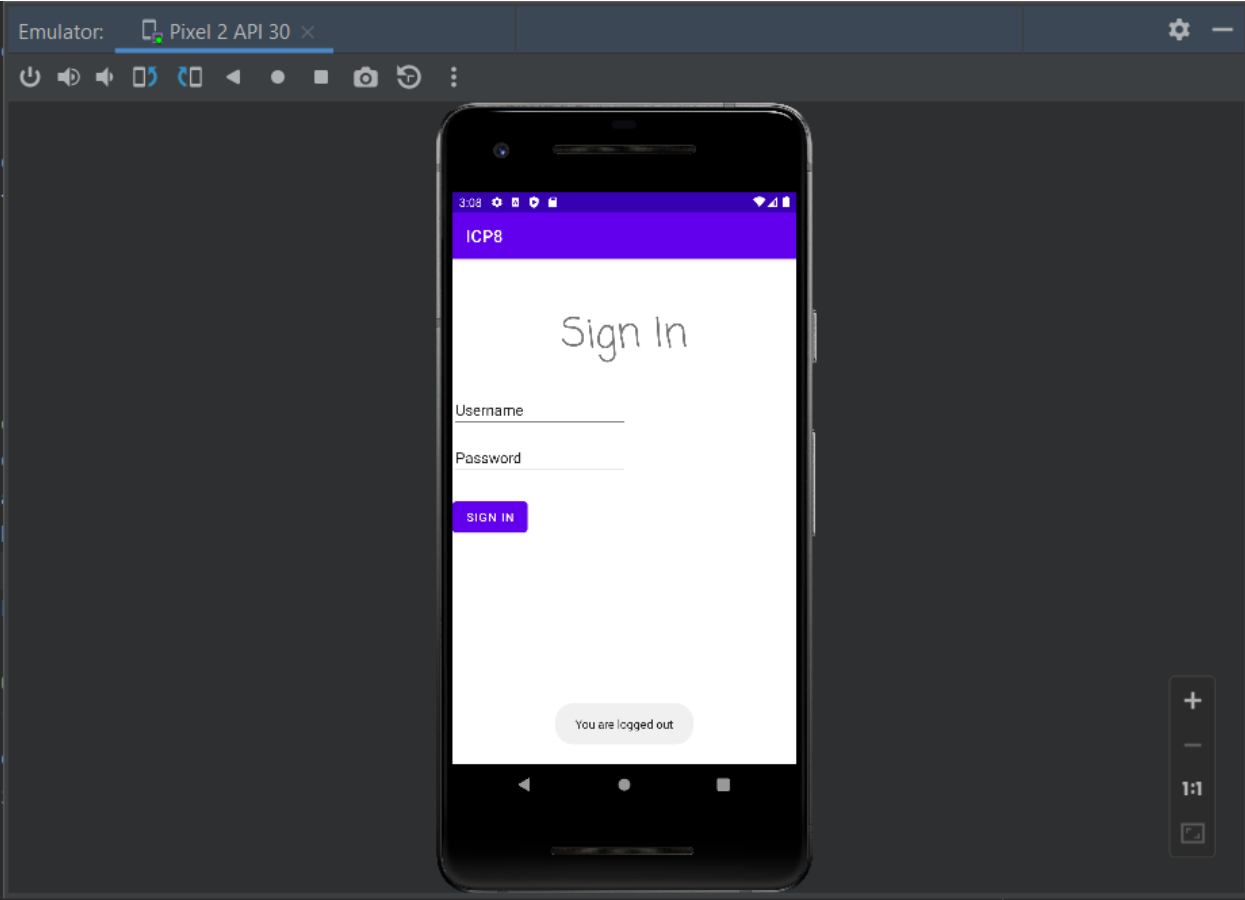 Emulator: Pixel 2 API 30
3:08
ICP8
Sign In
Username
Password
SIGN IN
You are logged out
1:1